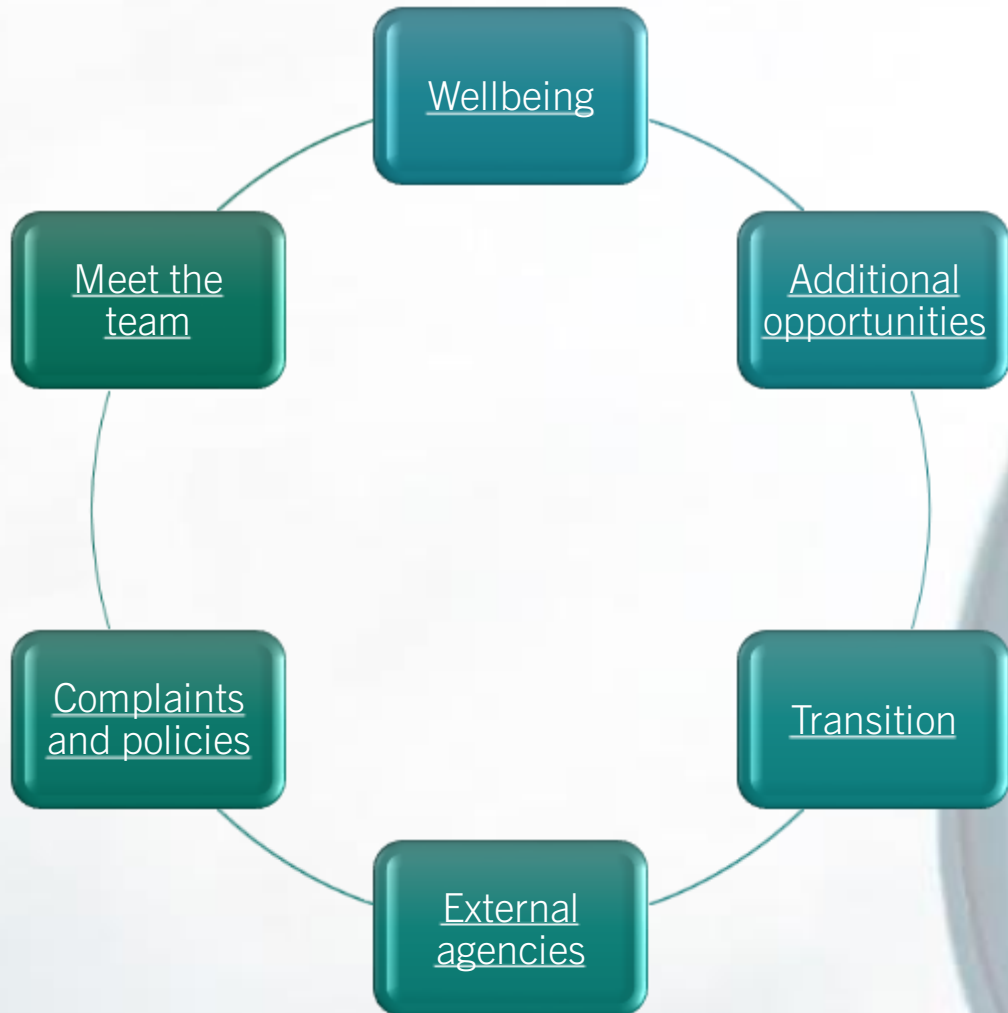 Wellbeing
Additional
opportunities
Transition
External
agencies
Complaints
and policies
Meet the
team